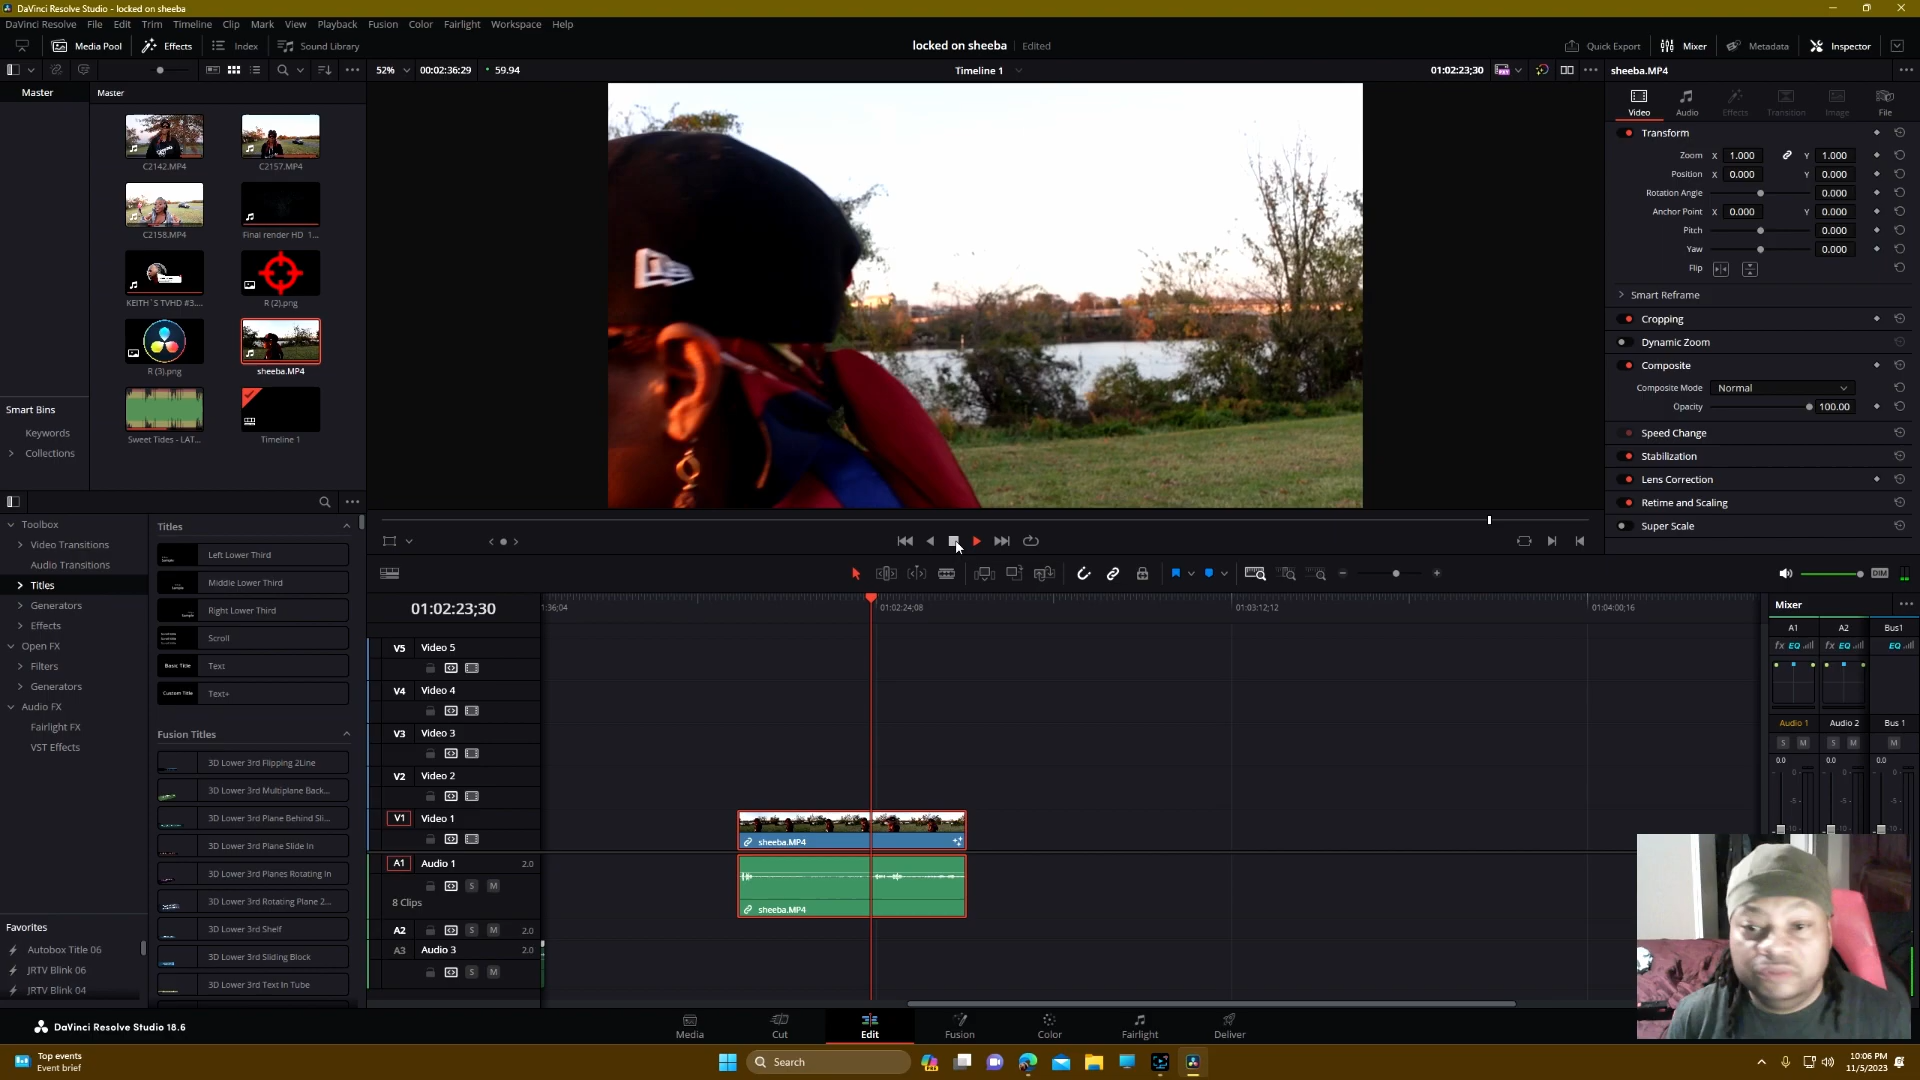 DaVinci Resolve Studio - locked on sheeba
DaVinci Resolve File Edit Trim Timeline Clip Mark View Playback Fusion Color Fairlight Workspace Help
Media Pool Effects Index Sound Library
locked on sheeba Edited
Quick Export Mixer Metadata Inspector
52% 00:02:36:29 59.94
Timeline 1
01:02:23;30
sheeba.MP4
Master
Master
C2142.MP4
C2157.MP4
C2158.MP4
Final render HD 1...
KEITH`S TVHD #3....
R (2).png
R (3).png
sheeba.MP4
Sweet Tides - LAT...
Timeline 1
Smart Bins
Keywords
Collections
Video Audio Effects Transition Image File
Transform
Zoom X 1.000 Y 1.000
Position X 0.000 Y 0.000
Rotation Angle 0.000
Anchor Point X 0.000 Y 0.000
Pitch 0.000
Yaw 0.000
Flip
Smart Reframe
Cropping
Dynamic Zoom
Composite
Composite Mode Normal
Opacity 100.00
Speed Change
Stabilization
Lens Correction
Retime and Scaling
Super Scale
Toolbox
Video Transitions
Audio Transitions
Titles
Generators
Effects
Open FX
Filters
Generators
Audio FX
Fairlight FX
VST Effects
Favorites
Autobox Title 06
JRTV Blink 06
JRTV Blink 04
Titles
Left Lower Third
Middle Lower Third
Right Lower Third
Scroll
Basic Title Text
Custom Title Text+
Fusion Titles
3D Lower 3rd Flipping 2Line
3D Lower 3rd Multiplane Back...
3D Lower 3rd Plane Behind Sli...
3D Lower 3rd Plane Slide In
3D Lower 3rd Planes Rotating In
3D Lower 3rd Rotating Plane 2...
3D Lower 3rd Shelf
3D Lower 3rd Sliding Block
3D Lower 3rd Text In Tube
01:02:23;30
1:36;04 01:02:24;08 01:03:12;12 01:04:00;16
V5 Video 5
V4 Video 4
V3 Video 3
V2 Video 2
V1 Video 1
sheeba.MP4
A1 Audio 1 2.0
S M
8 Clips
sheeba.MP4
A2 S M 2.0
A3 Audio 3 2.0
S M
DIM
Mixer
A1 A2 Bus1
fx EQ fx EQ EQ
Audio 1 Audio 2 Bus 1
S M S M M
0.0 0.0 0.0
DaVinci Resolve Studio 18.6
Media Cut Edit Fusion Color Fairlight Deliver
Top events
Event brief
Search
10:06 PM
11/5/2023